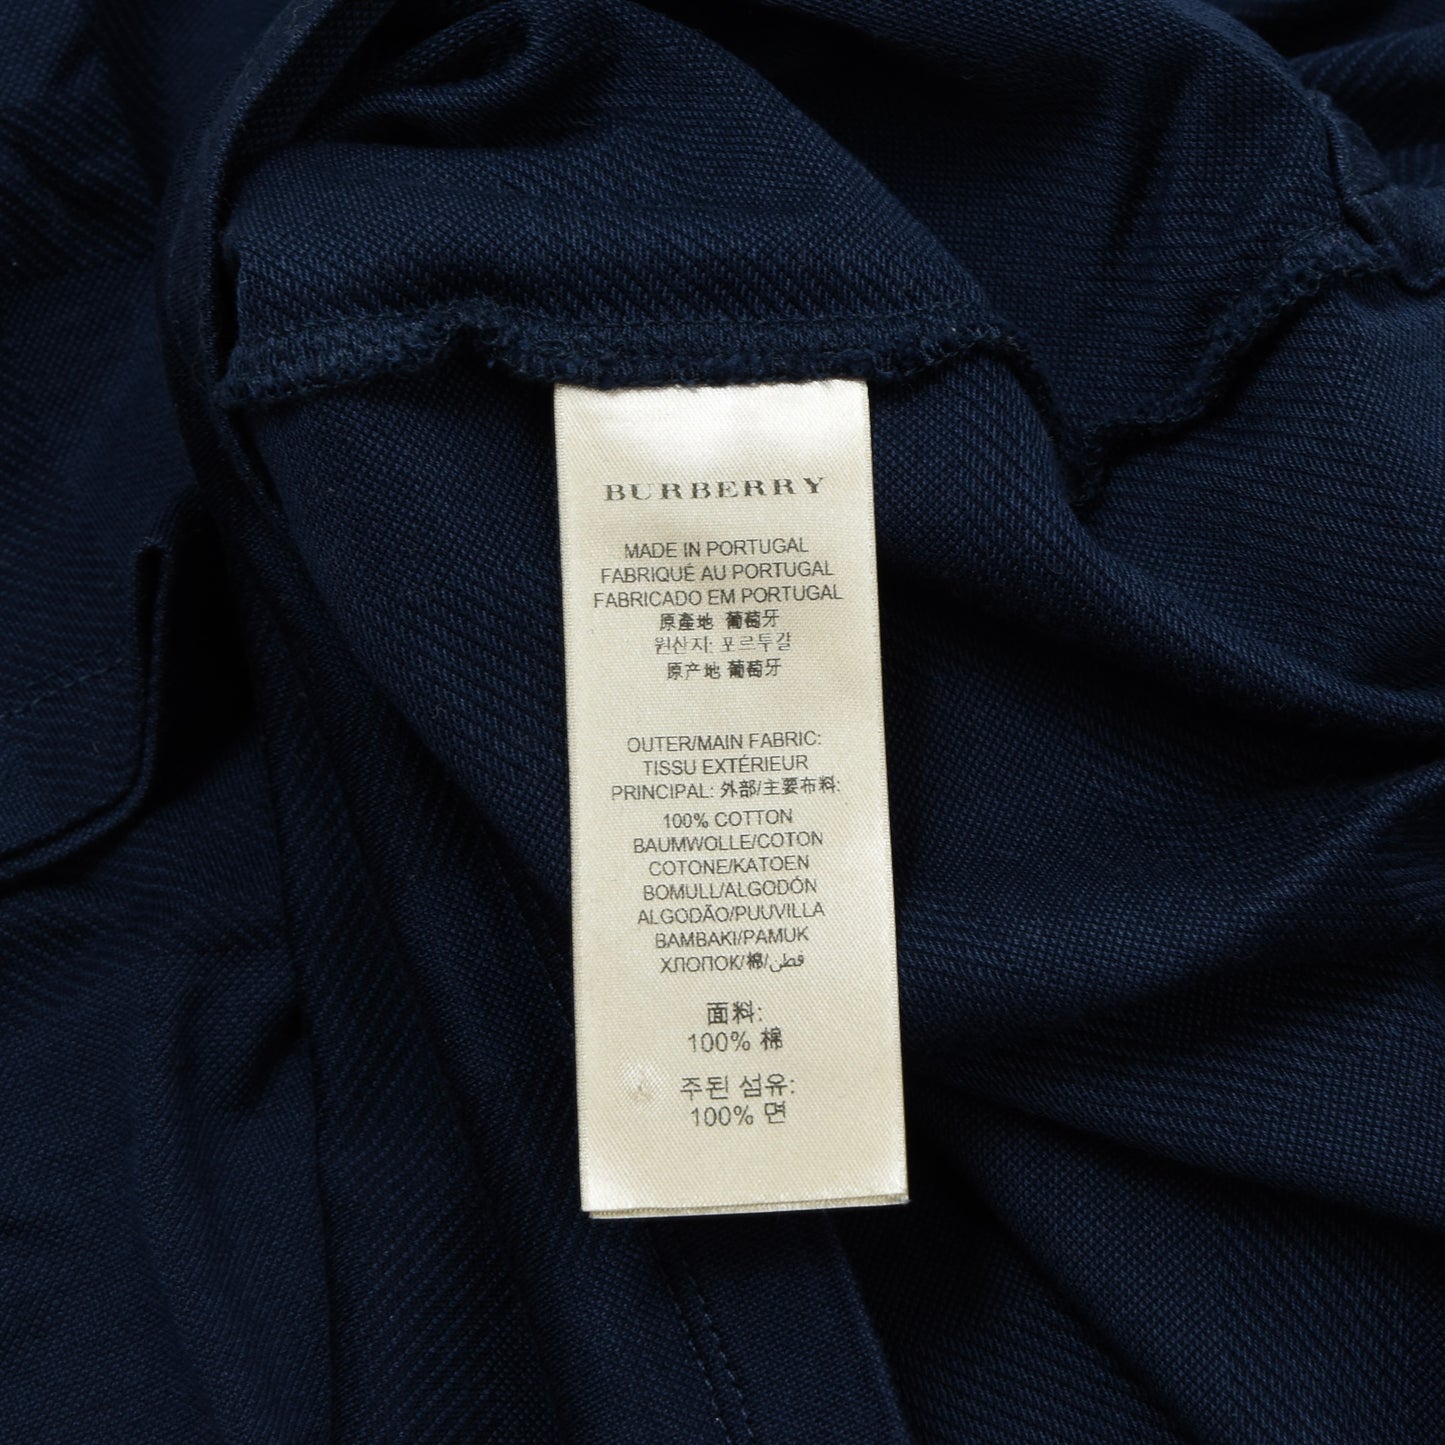 BURBERRY
MADE IN PORTUGAL
FABRIQUÉ AU PORTUGAL
FABRICADO EM PORTUGAL
原產地 葡萄牙
원산지: 포르투갈
原产地 葡萄牙
OUTER/MAIN FABRIC:
TISSU EXTÉRIEUR
PRINCIPAL: 外部/主要布料:
100% COTTON
BAUMWOLLE/COTON
COTONE/KATOEN
BOMULL/ALGODÓN
ALGODÃO/PUUVILLA
BAMBAKI/PAMUK
ХЛОПОК/棉/قطن
面料:
100% 棉
주된 섬유:
100% 면